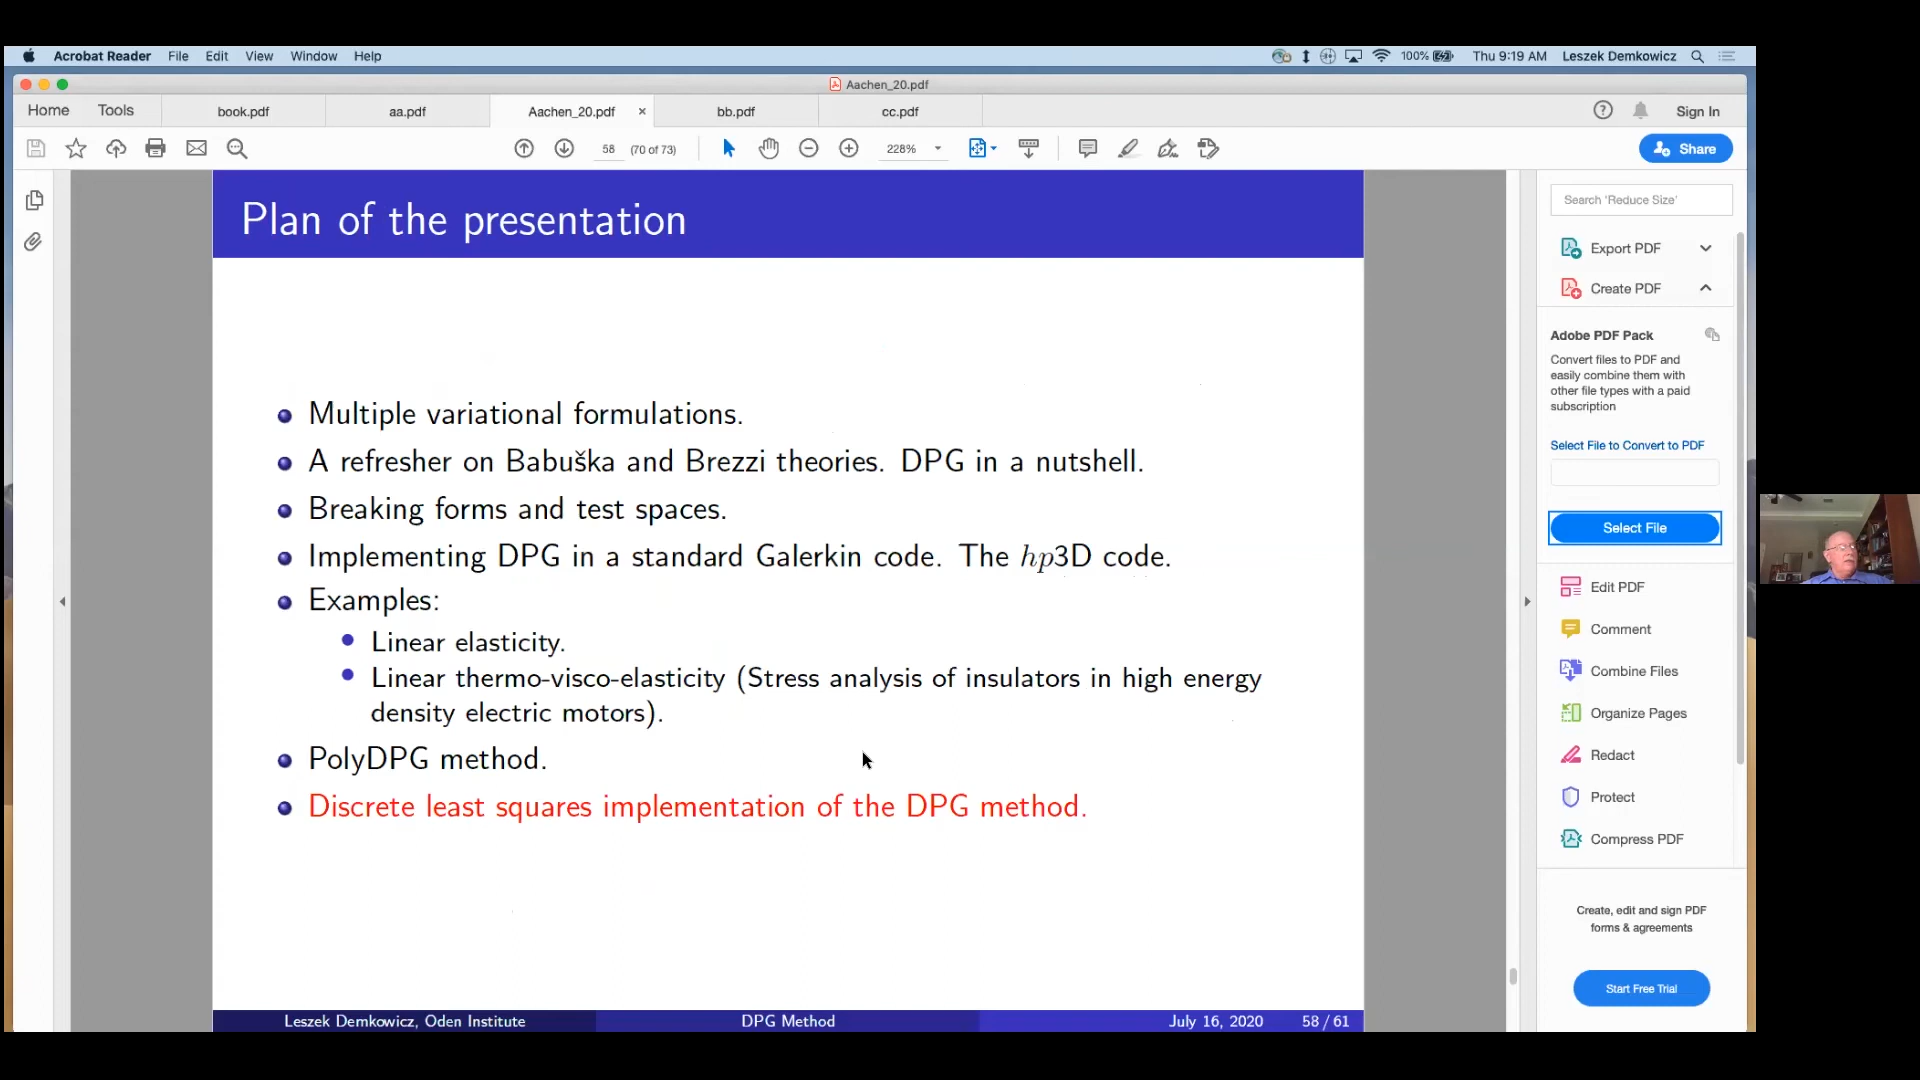 Acrobat Reader File Edit View Window Help 100% Thu 9:19 AM Leszek Demkowicz
Aachen_20.pdf
Home Tools book.pdf aa.pdf Aachen_20.pdf × bb.pdf cc.pdf Sign In
58 (70 of 73) 228% Share
Plan of the presentation
Multiple variational formulations.
A refresher on Babuška and Brezzi theories. DPG in a nutshell.
Breaking forms and test spaces.
Implementing DPG in a standard Galerkin code. The hp3D code.
Examples:
Linear elasticity.
Linear thermo-visco-elasticity (Stress analysis of insulators in high energy
density electric motors).
PolyDPG method.
Discrete least squares implementation of the DPG method.
Leszek Demkowicz, Oden Institute DPG Method July 16, 2020 58 / 61
Search 'Reduce Size'
Export PDF
Create PDF
Adobe PDF Pack
Convert files to PDF and
easily combine them with
other file types with a paid
subscription
Select File to Convert to PDF
Select File
Edit PDF
Comment
Combine Files
Organize Pages
Redact
Protect
Compress PDF
Create, edit and sign PDF
forms & agreements
Start Free Trial